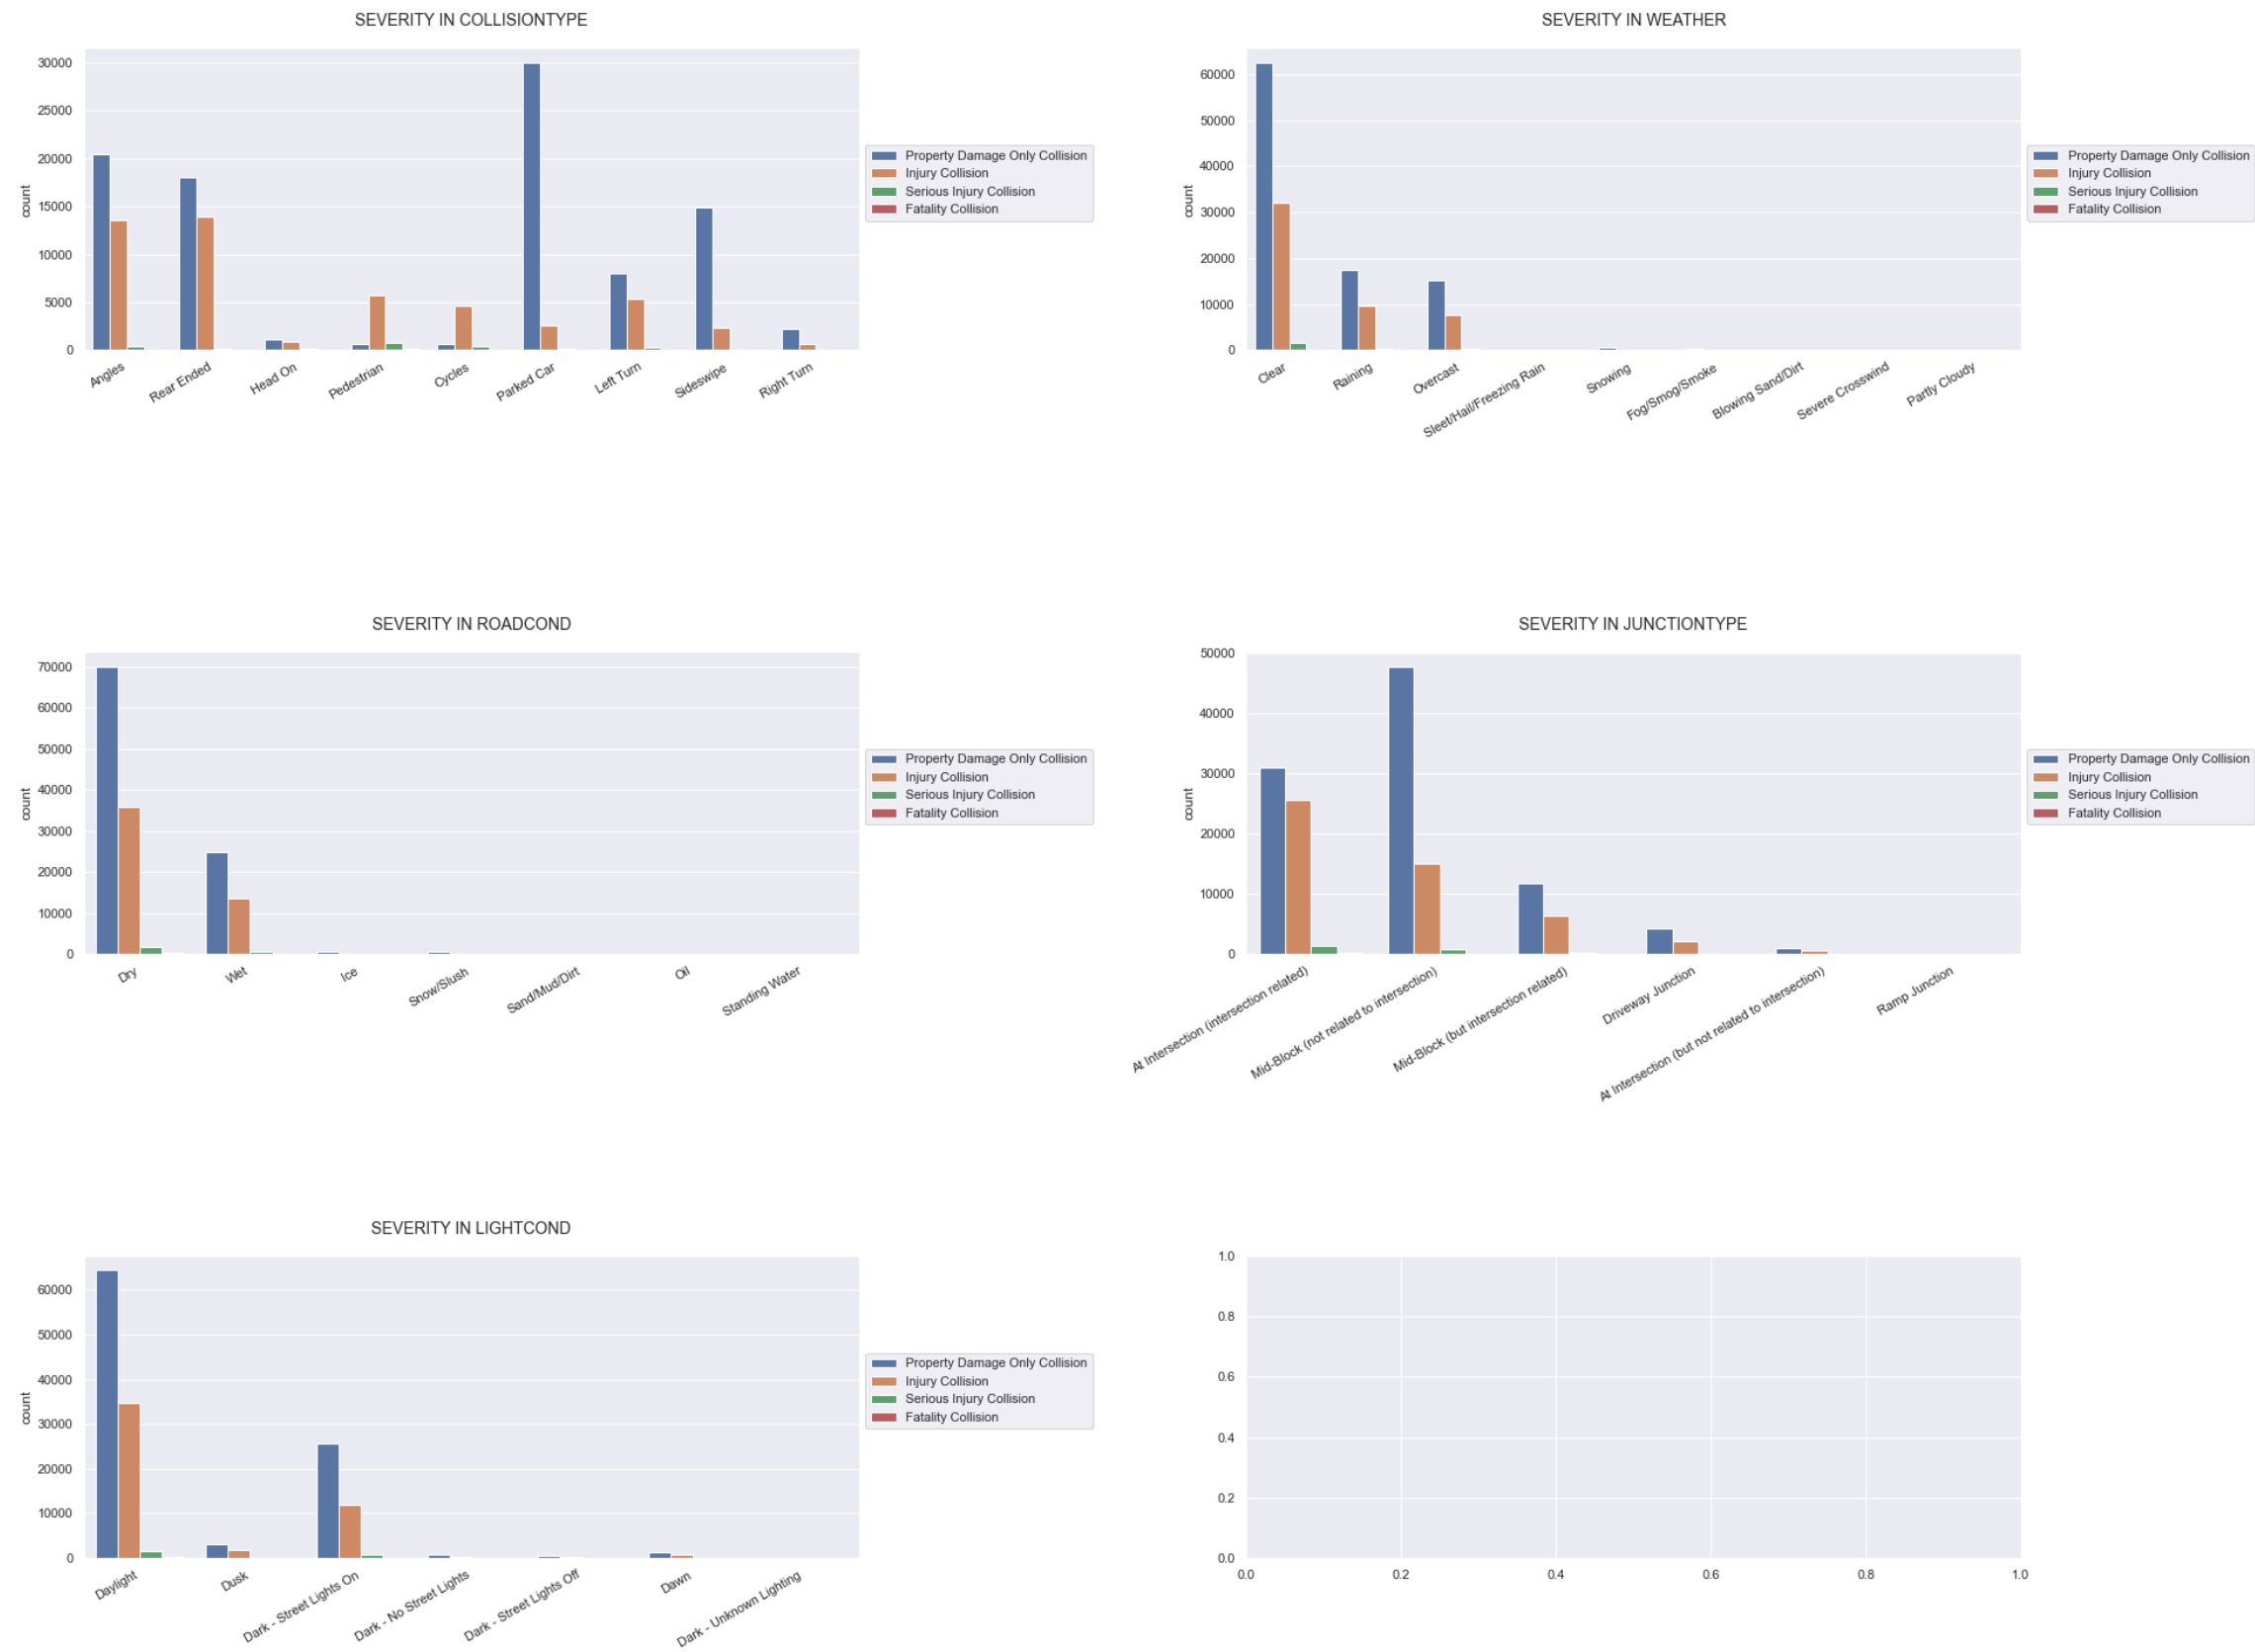 SEVERITY IN COLLISIONTYPE
30000
25000
20000
15000
10000
5000
0
count
Angles
Rear Ended
Head On
Pedestrian
Cycles
Parked Car
Left Turn
Sideswipe
Right Turn
Property Damage Only Collision
Injury Collision
Serious Injury Collision
Fatality Collision
SEVERITY IN WEATHER
60000
50000
40000
30000
20000
10000
0
count
Clear
Raining
Overcast
Sleet/Hail/Freezing Rain
Snowing
Fog/Smog/Smoke
Blowing Sand/Dirt
Severe Crosswind
Partly Cloudy
Property Damage Only Collision
Injury Collision
Serious Injury Collision
Fatality Collision
SEVERITY IN ROADCOND
70000
60000
50000
40000
30000
20000
10000
0
count
Dry
Wet
Ice
Snow/Slush
Sand/Mud/Dirt
Oil
Standing Water
Property Damage Only Collision
Injury Collision
Serious Injury Collision
Fatality Collision
SEVERITY IN JUNCTIONTYPE
50000
40000
30000
20000
10000
0
count
At Intersection (intersection related)
Mid-Block (not related to intersection)
Mid-Block (but intersection related)
Driveway Junction
At Intersection (but not related to intersection)
Ramp Junction
Property Damage Only Collision
Injury Collision
Serious Injury Collision
Fatality Collision
SEVERITY IN LIGHTCOND
60000
50000
40000
30000
20000
10000
0
count
Daylight
Dusk
Dark - Street Lights On
Dark - No Street Lights
Dark - Street Lights Off
Dawn
Dark - Unknown Lighting
Property Damage Only Collision
Injury Collision
Serious Injury Collision
Fatality Collision
1.0
0.8
0.6
0.4
0.2
0.0
0.0
0.2
0.4
0.6
0.8
1.0